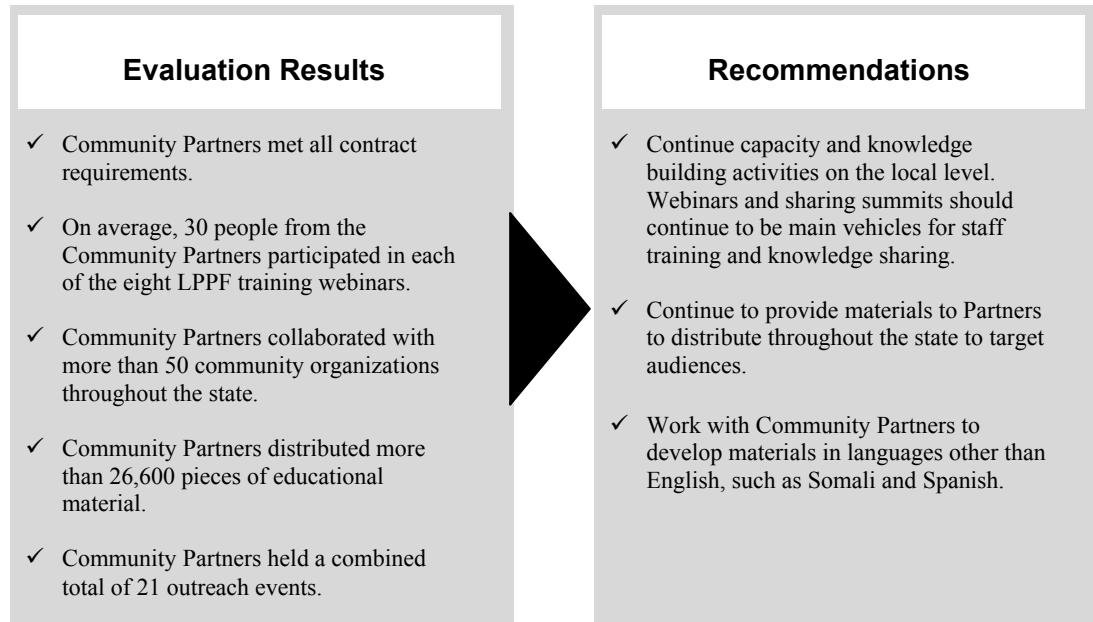 Evaluation Results
✓ Community Partners met all contract
requirements.
✓ On average, 30 people from the
Community Partners participated in each
of the eight LPPF training webinars.
✓ Community Partners collaborated with
more than 50 community organizations
throughout the state.
✓ Community Partners distributed more
than 26,600 pieces of educational
material.
✓ Community Partners held a combined
total of 21 outreach events.
Recommendations
✓ Continue capacity and knowledge
building activities on the local level.
Webinars and sharing summits should
continue to be main vehicles for staff
training and knowledge sharing.
✓ Continue to provide materials to Partners
to distribute throughout the state to target
audiences.
✓ Work with Community Partners to
develop materials in languages other than
English, such as Somali and Spanish.